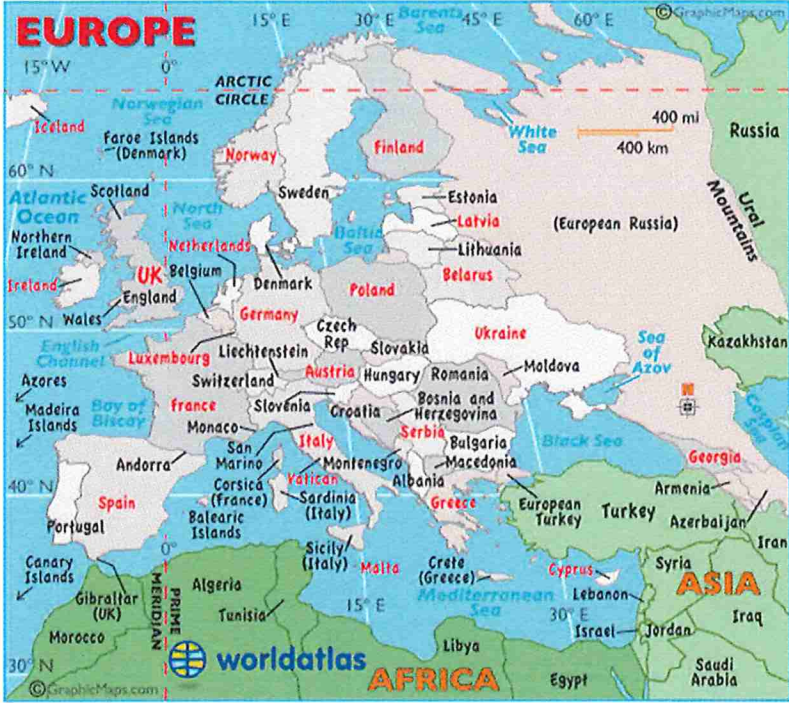 EUROPE
15° E
30° E
Barents
Sea
45° E
60° E
©GraphicMaps.com
15° W
0°
ARCTIC
CIRCLE
Norwegian
Sea
Iceland
Faroe Islands
(Denmark)
Norway
Finland
White
Sea
400 mi
400 km
Russia
60° N
Scotland
Atlantic
Ocean
North
Sea
Sweden
Estonia
Latvia
Ural
Mountains
Northern
Ireland
Netherlands
Baltic
Sea
Lithuania
(European Russia)
Ireland
UK
Belgium
Denmark
Poland
Belarus
England
Wales
Germany
50° N
Czech
Rep
Ukraine
English
Channel
Luxembourg
Liechtenstein
Slovakia
Sea
of
Azov
Kazakhstan
Azores
Switzerland
Austria
Hungary
Romania
Moldova
Madeira
Islands
Bay of
Biscay
France
Slovenia
Croatia
Bosnia and
Herzegovina
N
Caspian
Sea
Monaco
Italy
Serbia
Bulgaria
Black Sea
Georgia
Andorra
San
Marino
Montenegro
Macedonia
40° N
Spain
Corsica
(France)
Vatican
Albania
Armenia
Portugal
Sardinia
(Italy)
Greece
European
Turkey
Turkey
Azerbaijan
Balearic
Islands
Iran
0°
Sicily
(Italy)
Malta
Crete
(Greece)
Cyprus
Syria
ASIA
Canary
Islands
Gibraltar
(UK)
PRIME
MERIDIAN
Algeria
Tunisia
15° E
Mediterranean
Sea
30° E
Lebanon
Iraq
Morocco
Israel
Jordan
Libya
worldatlas
30° N
AFRICA
Egypt
Saudi
Arabia
©GraphicMaps.com